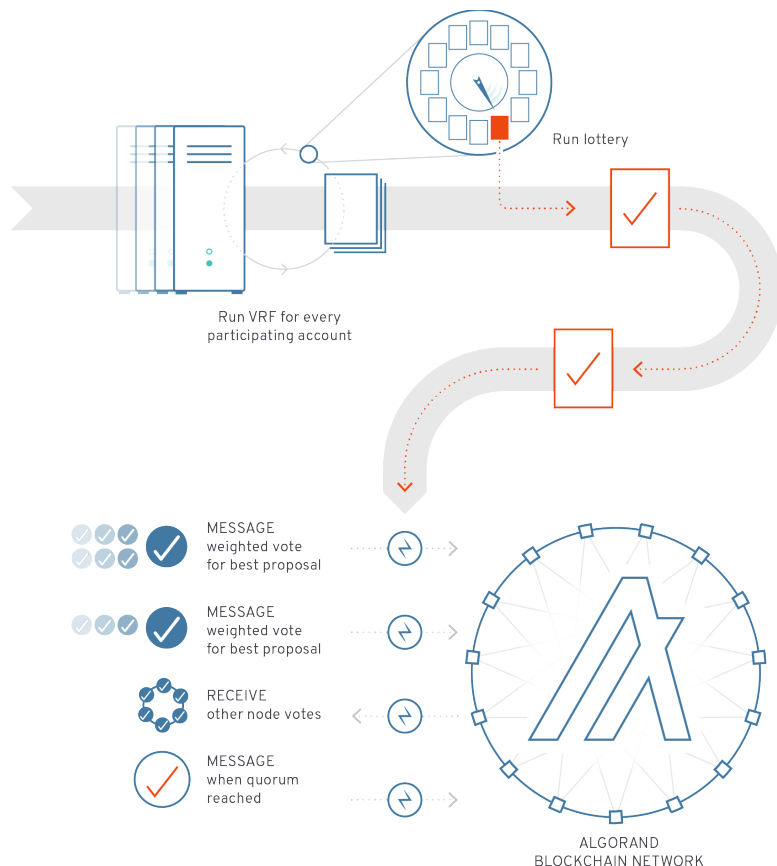 Run lottery
Run VRF for every
participating account
MESSAGE
weighted vote
for best proposal
MESSAGE
weighted vote
for best proposal
RECEIVE
other node votes
MESSAGE
when quorum
reached
ALGORAND
BLOCKCHAIN NETWORK